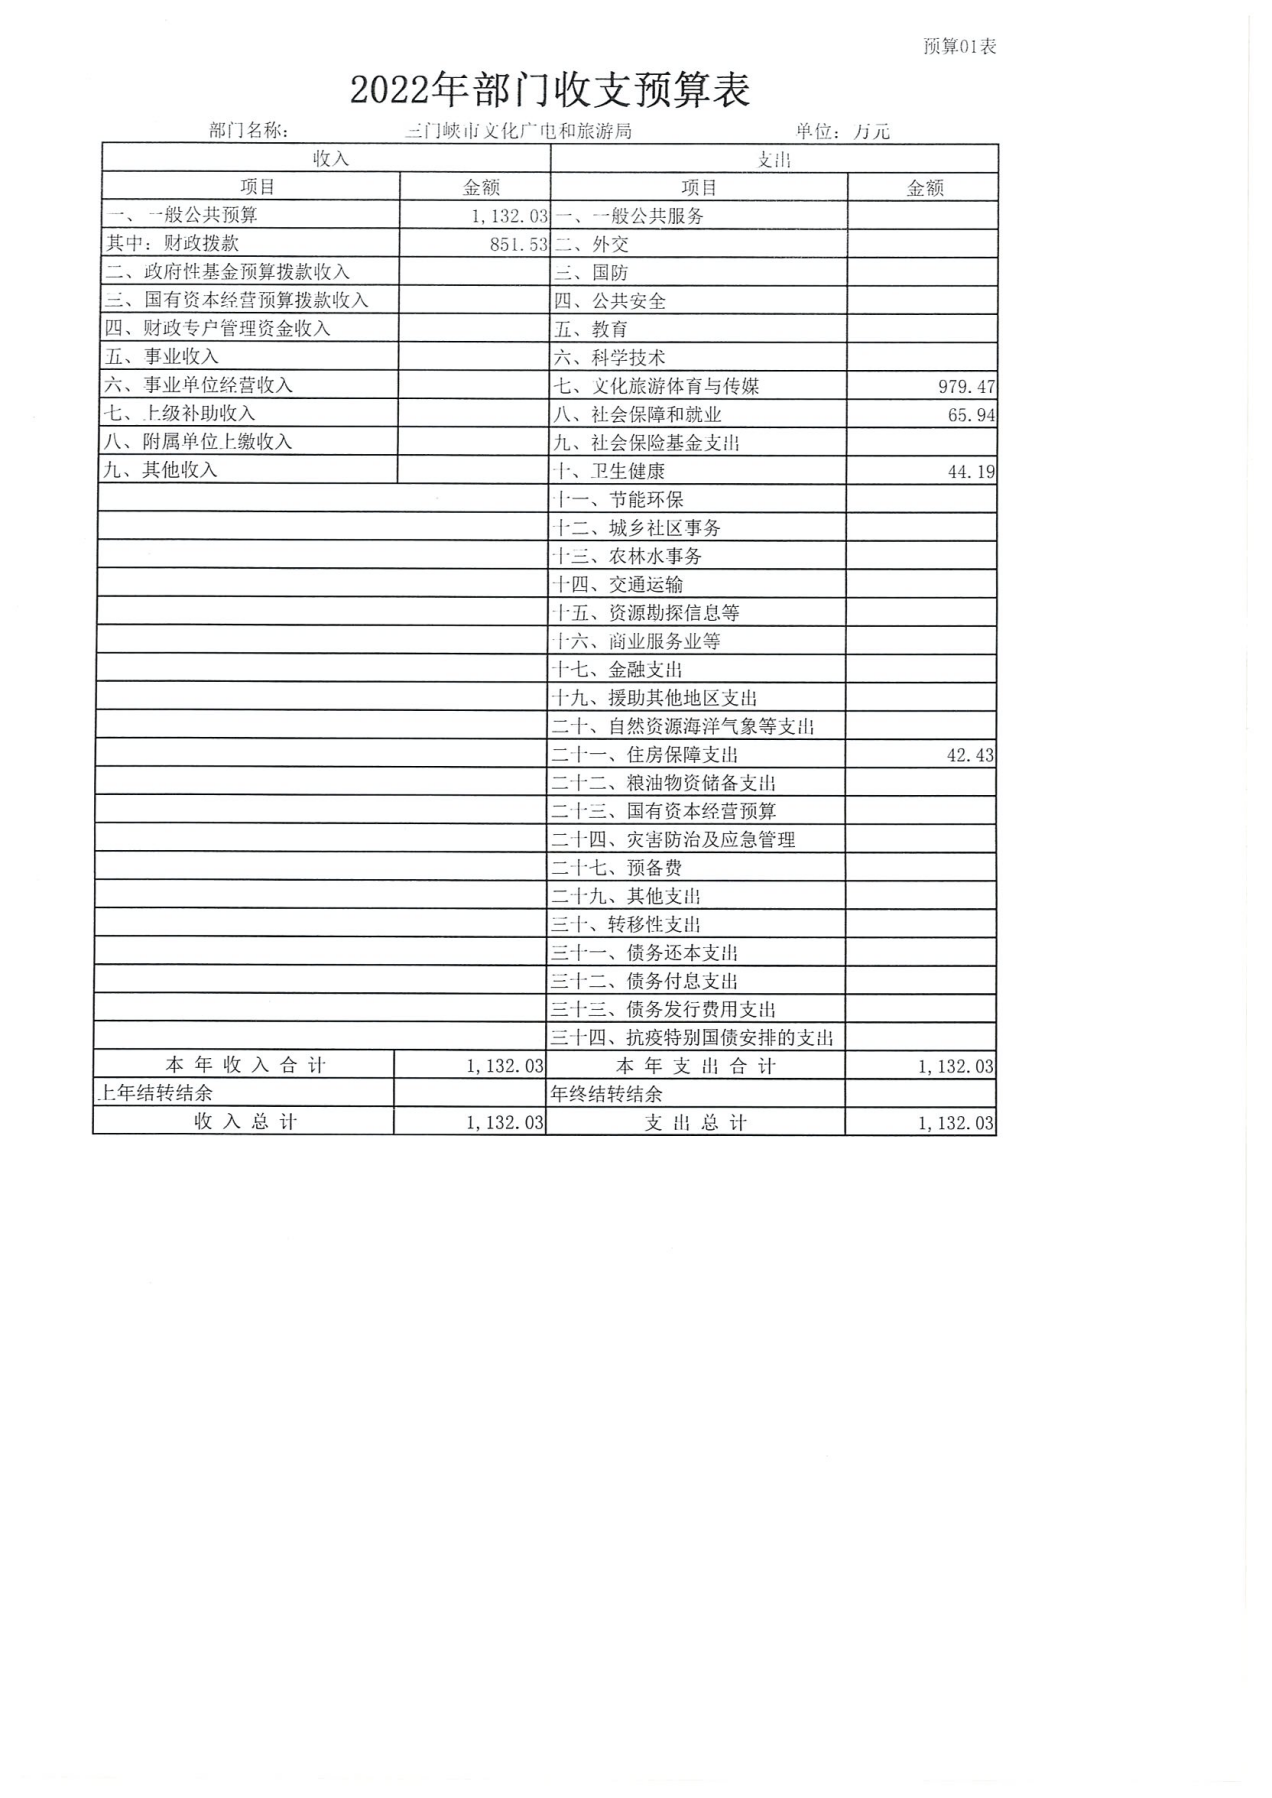 预算01表
2022年部门收支预算表
部门名称： 三门峡市文化广电和旅游局 单位：万元
收入 支出
项目 金额 项目 金额
一、一般公共预算 1,132.03 一、一般公共服务
其中：财政拨款 851.53 二、外交
二、政府性基金预算拨款收入 三、国防
三、国有资本经营预算拨款收入 四、公共安全
四、财政专户管理资金收入 五、教育
五、事业收入 六、科学技术
六、事业单位经营收入 七、文化旅游体育与传媒 979.47
七、上级补助收入 八、社会保障和就业 65.94
八、附属单位上缴收入 九、社会保险基金支出
九、其他收入 十、卫生健康 44.19
十一、节能环保
十二、城乡社区事务
十三、农林水事务
十四、交通运输
十五、资源勘探信息等
十六、商业服务业等
十七、金融支出
十九、援助其他地区支出
二十、自然资源海洋气象等支出
二十一、住房保障支出 42.43
二十二、粮油物资储备支出
二十三、国有资本经营预算
二十四、灾害防治及应急管理
二十七、预备费
二十九、其他支出
三十、转移性支出
三十一、债务还本支出
三十二、债务付息支出
三十三、债务发行费用支出
三十四、抗疫特别国债安排的支出
本年收入合计 1,132.03 本年支出合计 1,132.03
上年结转结余 年终结转结余
收入总计 1,132.03 支出总计 1,132.03